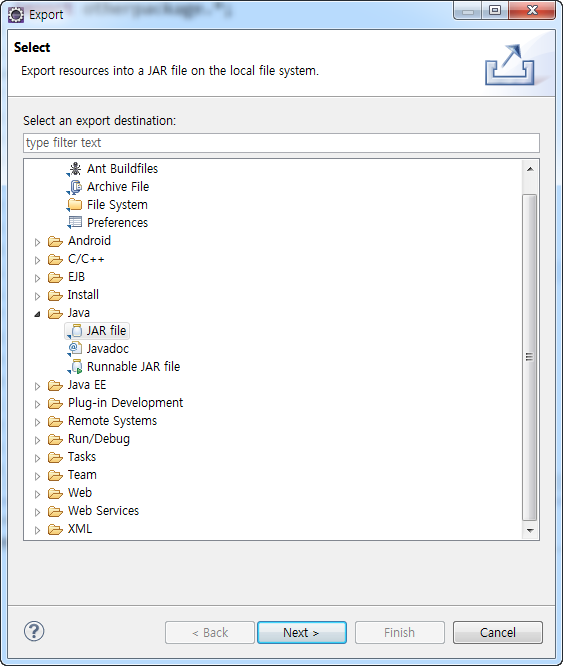 Export
otherpackage.*;
Select
Export resources into a JAR file on the local file system.
Select an export destination:
type filter text
Ant Buildfiles
Archive File
File System
Preferences
Android
C/C++
EJB
Install
Java
JAR file
Javadoc
Runnable JAR file
Java EE
Plug-in Development
Remote Systems
Run/Debug
Tasks
Team
Web
Web Services
XML
< Back
Next >
Finish
Cancel